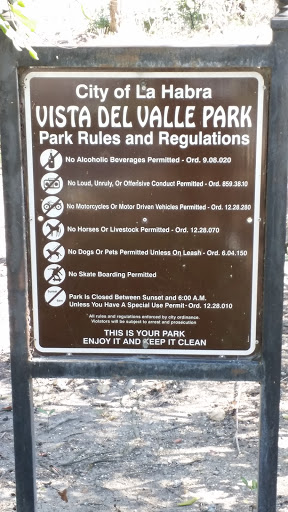 City of La Habra
VISTA DEL VALLE PARK
Park Rules and Regulations
No Alcoholic Beverages Permitted - Ord. 9.08.020
No Loud, Unruly, Or Offensive Conduct Permitted - Ord. 859.38.10
No Motorcycles Or Motor Driven Vehicles Permitted - Ord. 12.28.280
No Horses Or Livestock Permitted - Ord. 12.28.070
No Dogs Or Pets Permitted Unless On Leash - Ord. 6.04.150
No Skate Boarding Permitted
Park Is Closed Between Sunset and 6:00 A.M.
Unless You Have A Special Use Permit - Ord. 12.28.010
* All rules and regulations enforced by city ordinance.
Violators will be subject to arrest and prosecution
THIS IS YOUR PARK
ENJOY IT AND KEEP IT CLEAN